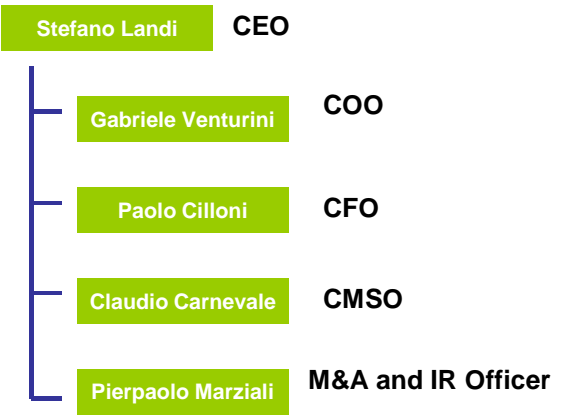 Stefano Landi CEO
Gabriele Venturini COO
Paolo Cilloni CFO
Claudio Carnevale CMSO
Pierpaolo Marziali M&A and IR Officer